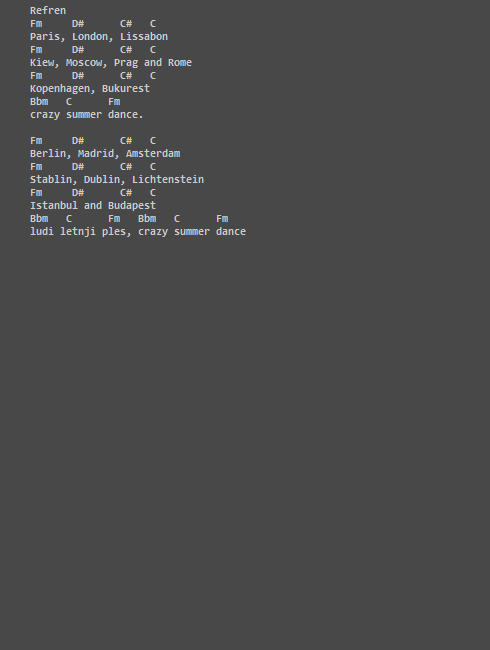 Refren
Fm     D#      C#   C
Paris, London, Lissabon
Fm     D#      C#   C
Kiew, Moscow, Prag and Rome
Fm     D#      C#   C
Kopenhagen, Bukurest
Bbm   C      Fm
crazy summer dance.

Fm     D#      C#   C
Berlin, Madrid, Amsterdam
Fm     D#      C#   C
Stablin, Dublin, Lichtenstein
Fm     D#      C#   C
Istanbul and Budapest
Bbm   C      Fm   Bbm   C      Fm
ludi letnji ples, crazy summer dance